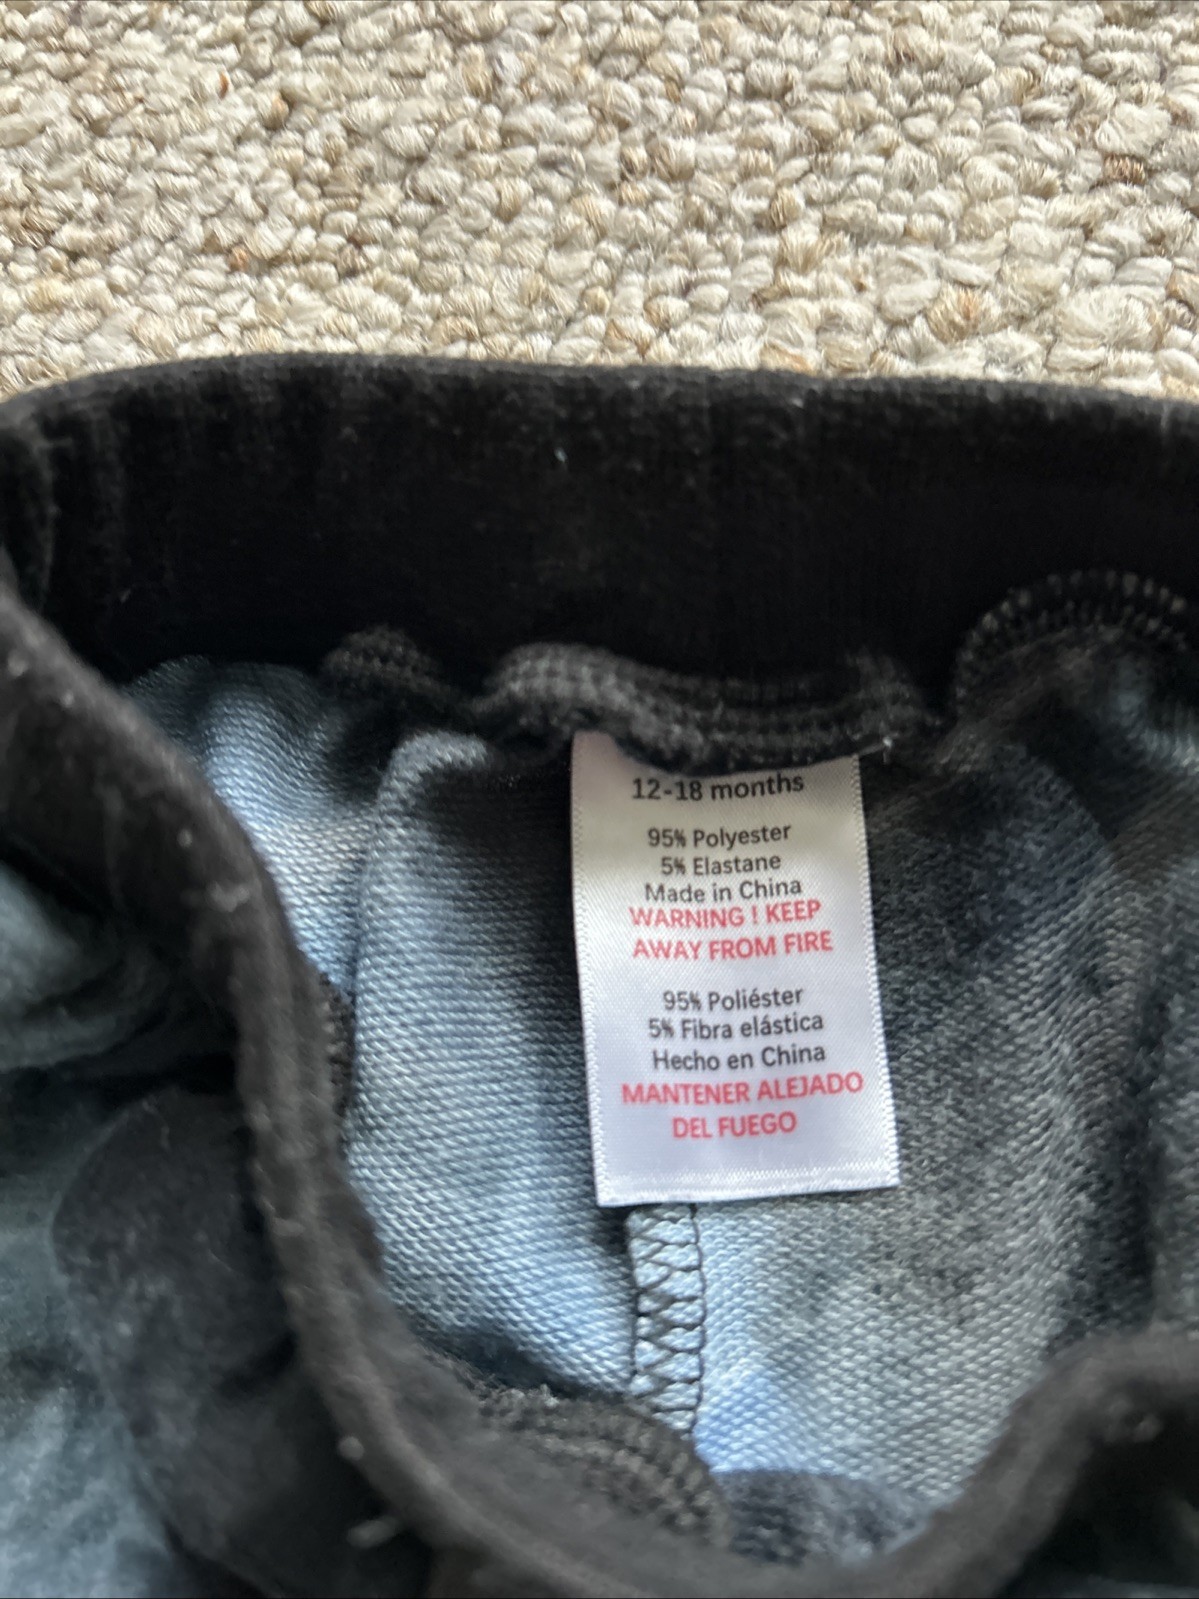 12-18 months
95% Polyester
5% Elastane
Made in China
WARNING ! KEEP
AWAY FROM FIRE
95% Poliéster
5% Fibra elástica
Hecho en China
MANTENER ALEJADO
DEL FUEGO